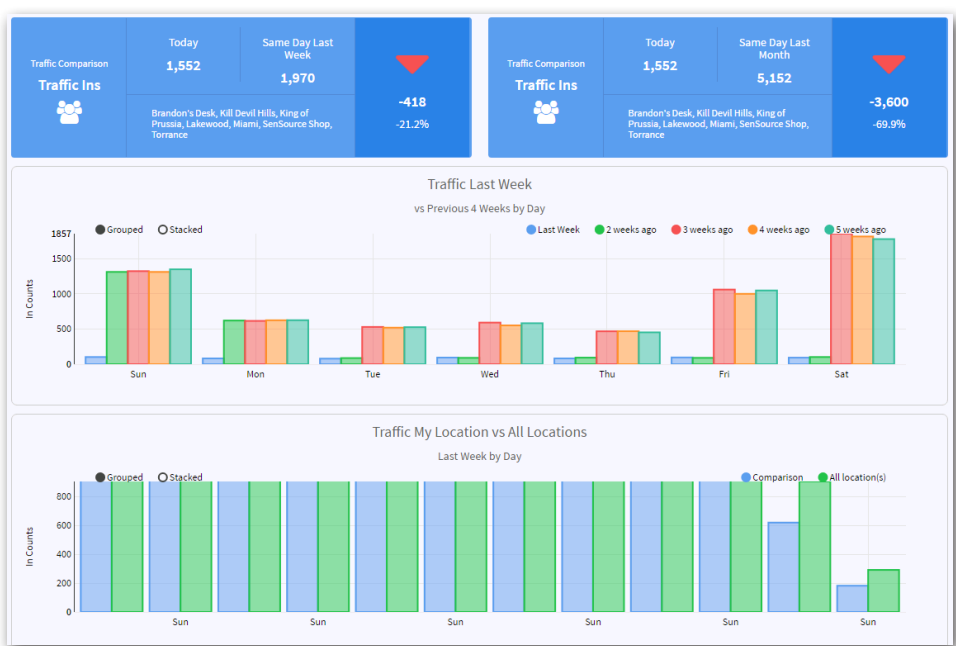 Traffic Comparison
Traffic Ins
Today
1,552
Same Day Last
Week
1,970
Brandon's Desk, Kill Devil Hills, King of
Prussia, Lakewood, Miami, SenSource Shop,
Torrance
-418
-21.2%
Traffic Comparison
Traffic Ins
Today
1,552
Same Day Last
Month
5,152
Brandon's Desk, Kill Devil Hills, King of
Prussia, Lakewood, Miami, SenSource Shop,
Torrance
-3,600
-69.9%
Traffic Last Week
vs Previous 4 Weeks by Day
Grouped Stacked
Last Week 2 weeks ago 3 weeks ago 4 weeks ago 5 weeks ago
In Counts
1857
1500
1000
500
0
Sun Mon Tue Wed Thu Fri Sat
Traffic My Location vs All Locations
Last Week by Day
Grouped Stacked
Comparison All location(s)
In Counts
800
600
400
200
0
Sun Sun Sun Sun Sun Sun